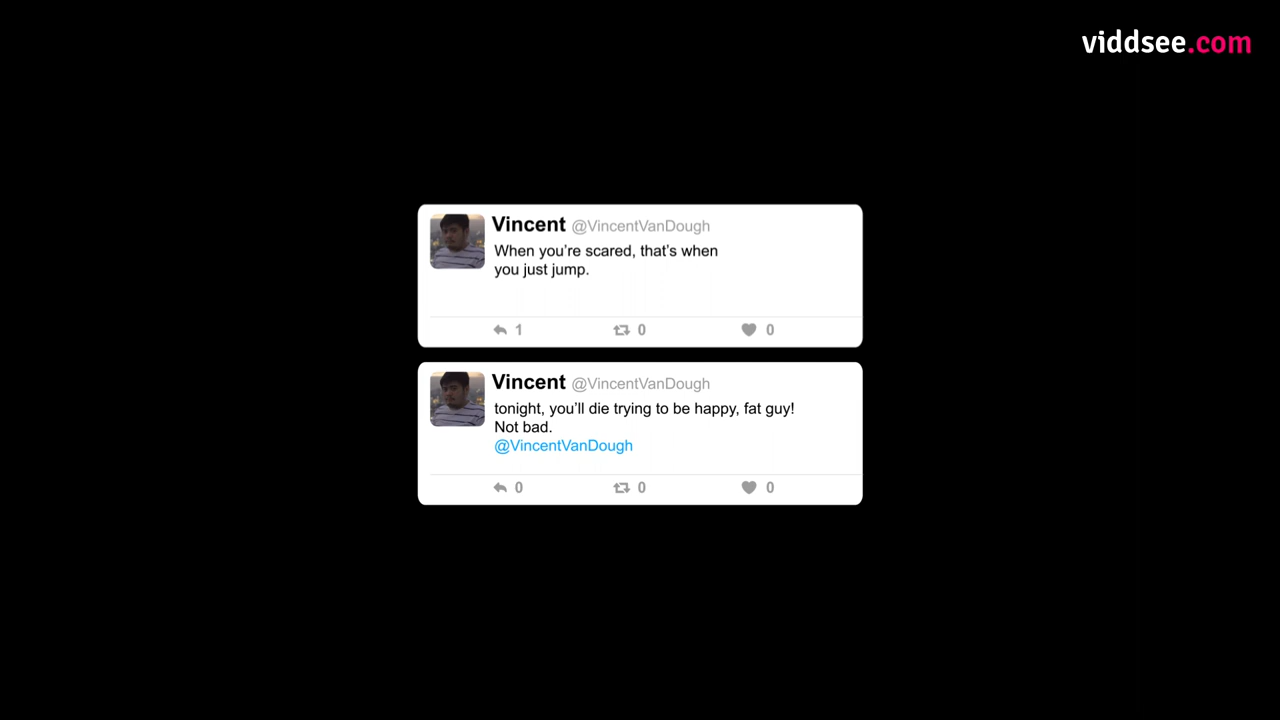 viddsee.com
Vincent @VincentVanDough
When you’re scared, that’s when
you just jump.
1 0 0
Vincent @VincentVanDough
tonight, you’ll die trying to be happy, fat guy!
Not bad.
@VincentVanDough
0 0 0